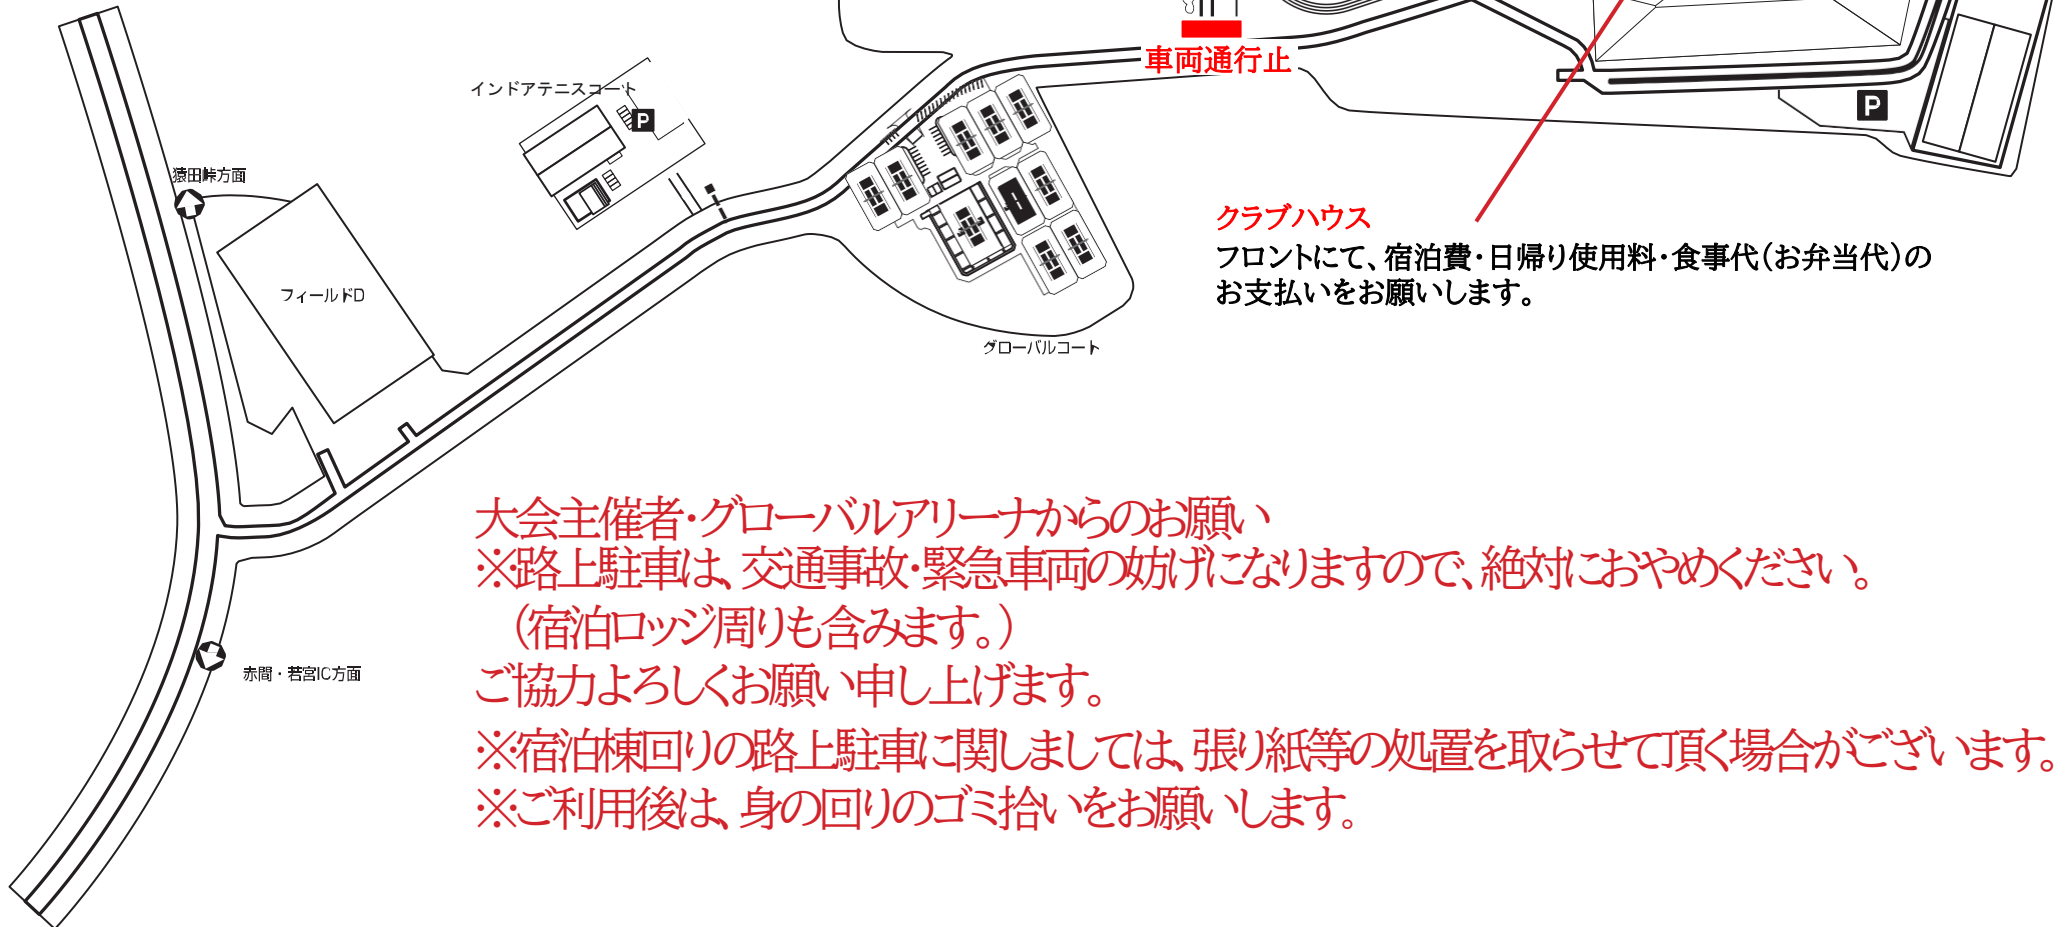 車両通行止
インドアテニスコート
P
P
猿田峠方面
クラブハウス
フロントにて、宿泊費・日帰り使用料・食事代(お弁当代)の
お支払いをお願いします。
フィールドD
グローバルコート
大会主催者・グローバルアリーナからのお願い
※路上駐車は、交通事故・緊急車両の妨げになりますので、絶対におやめください。
(宿泊ロッジ周りも含みます。)
赤間・若宮IC方面
ご協力よろしくお願い申し上げます。
※宿泊棟回りの路上駐車に関しましては、張り紙等の処置を取らせて頂く場合がございます。
※ご利用後は、身の回りのゴミ拾いをお願いします。